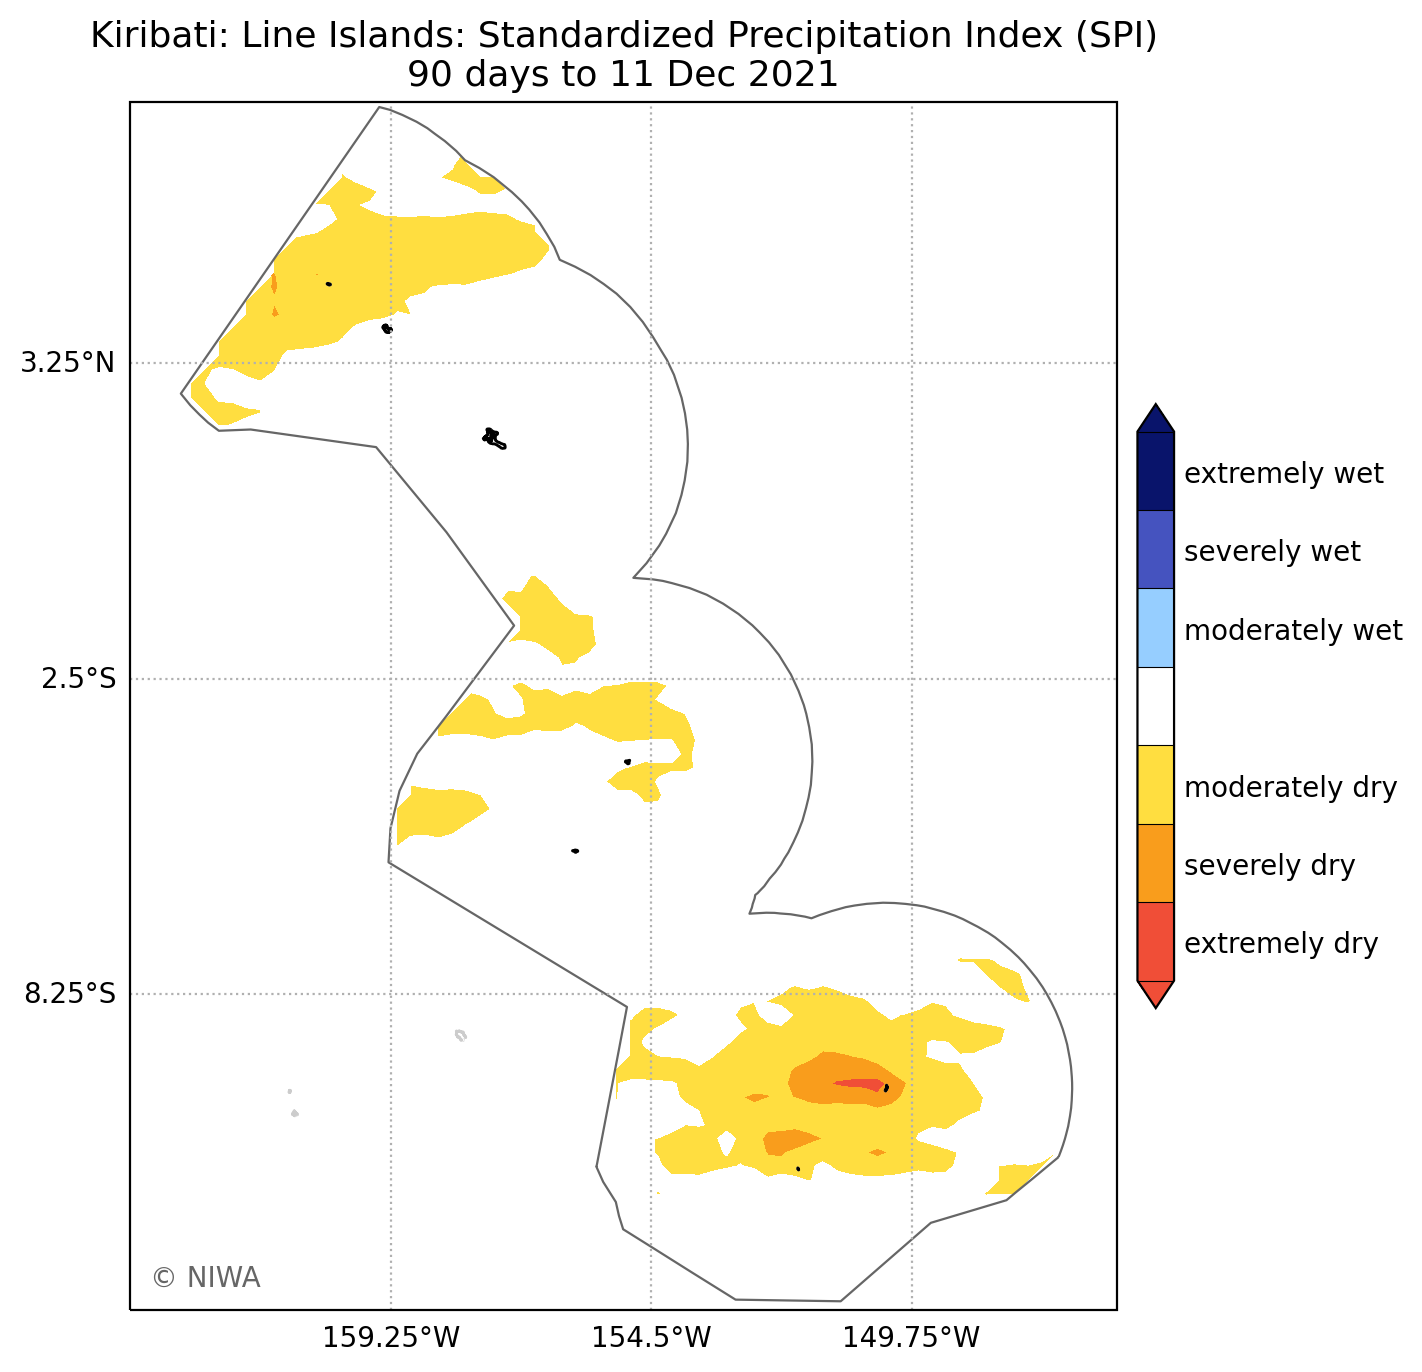 Kiribati: Line Islands: Standardized Precipitation Index (SPI)
90 days to 11 Dec 2021
3.25°N
2.5°S
8.25°S
159.25°W
154.5°W
149.75°W
extremely wet
severely wet
moderately wet
moderately dry
severely dry
extremely dry
© NIWA